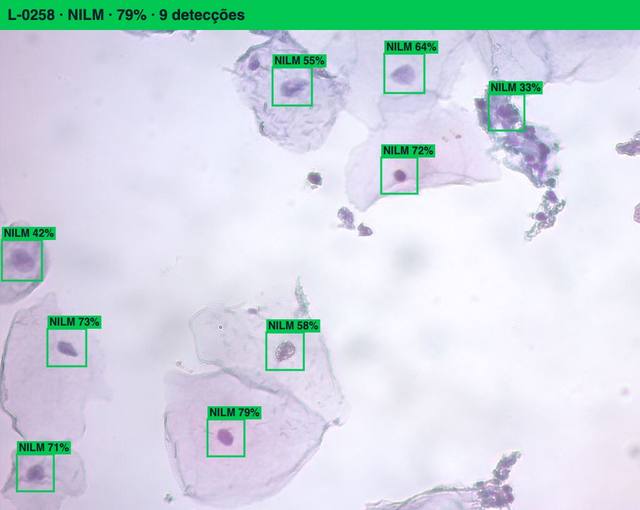 L-0258 · NILM · 79% · 9 detecções
NILM 64%
NILM 55%
NILM 33%
NILM 72%
NILM 42%
NILM 73%
NILM 58%
NILM 79%
NILM 71%